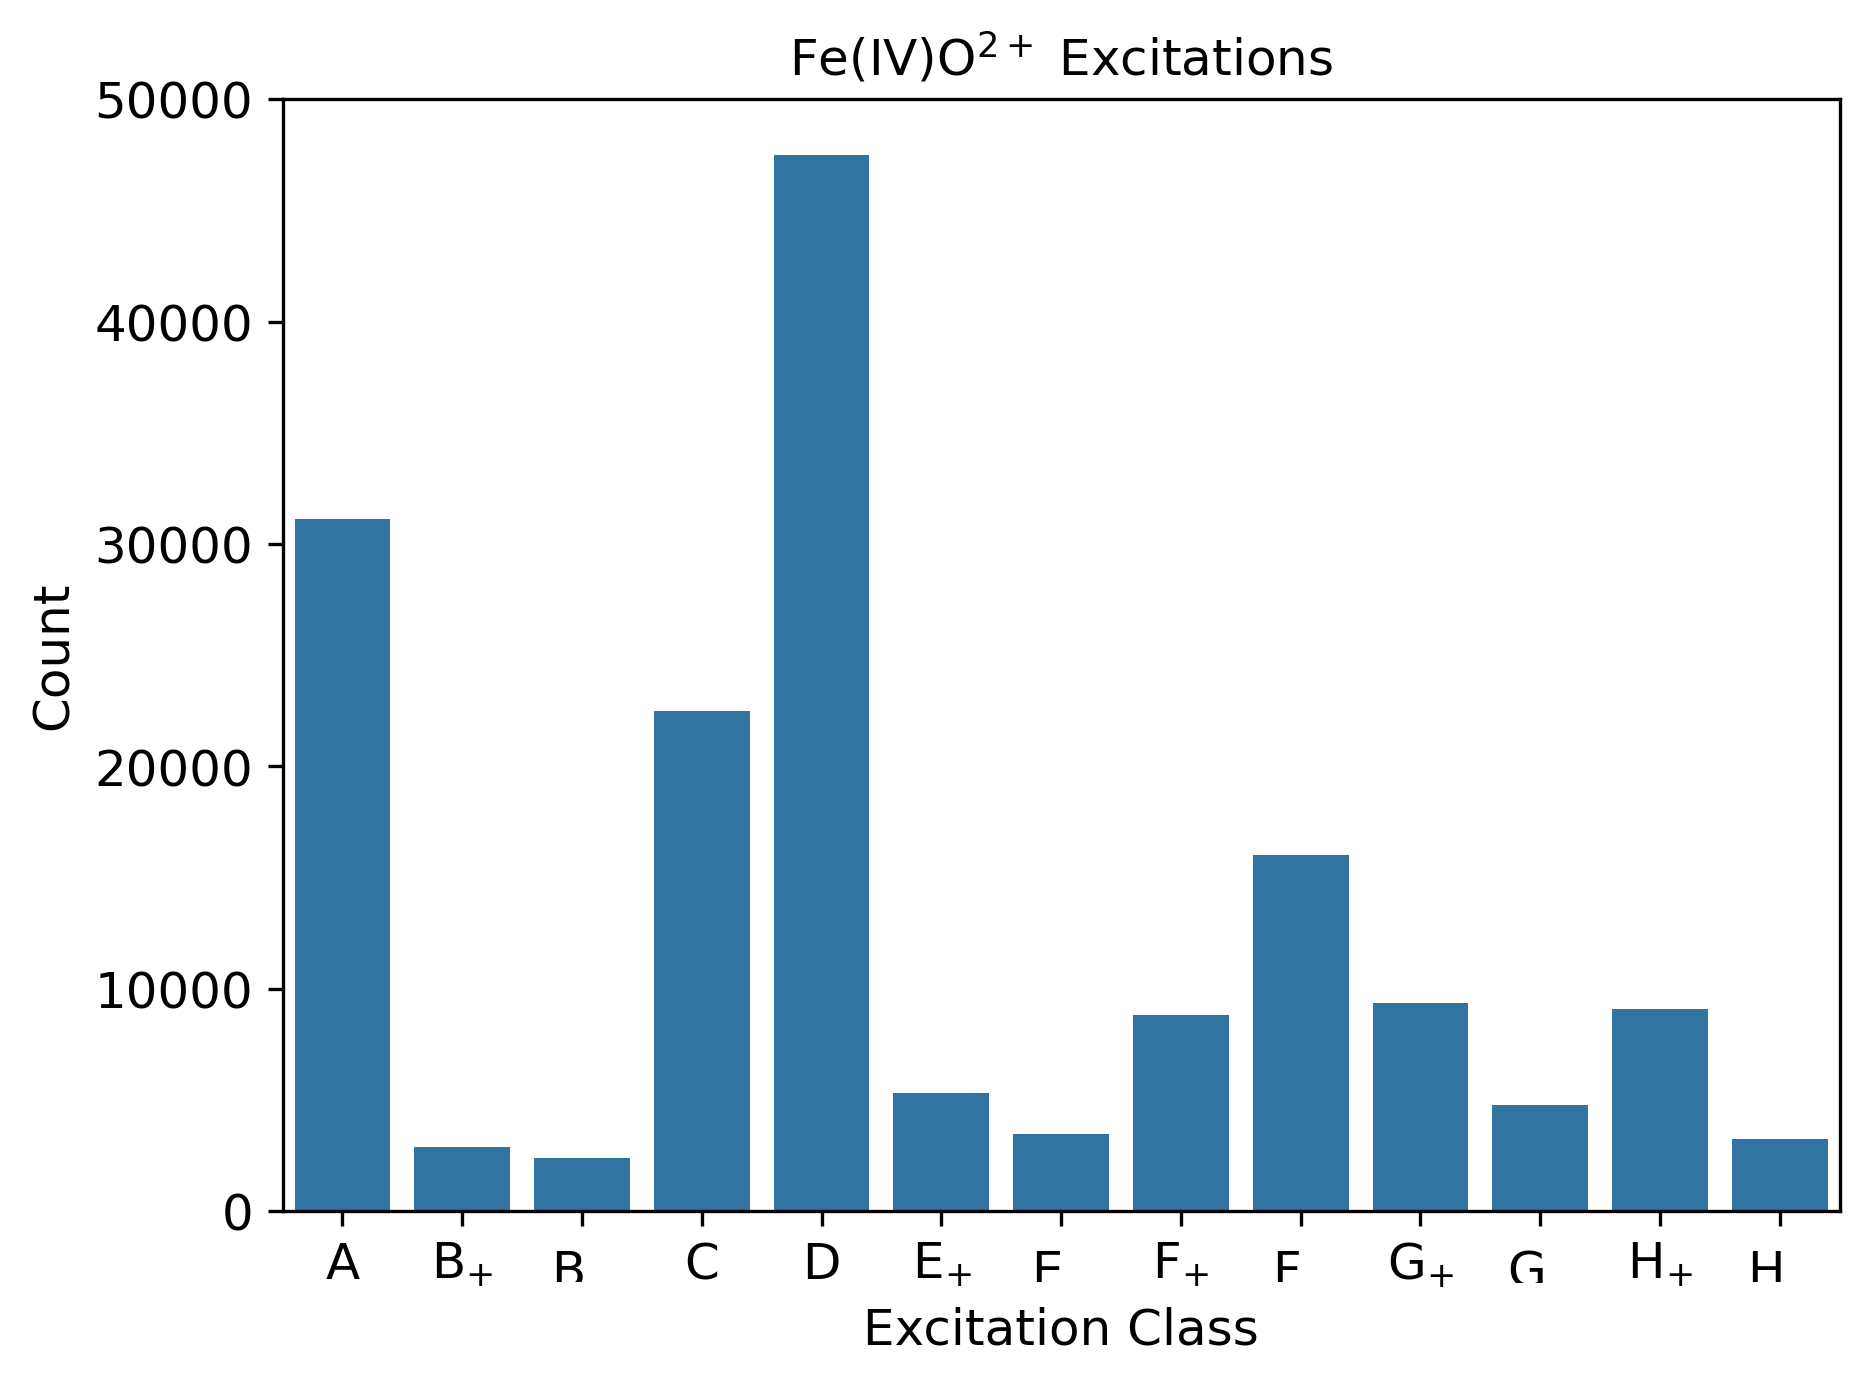 Fe(IV)O²⁺ Excitations
50000
40000
30000
20000
10000
0
Count
A B₊ B C D E₊ E F₊ F G₊ G H₊ H
Excitation Class